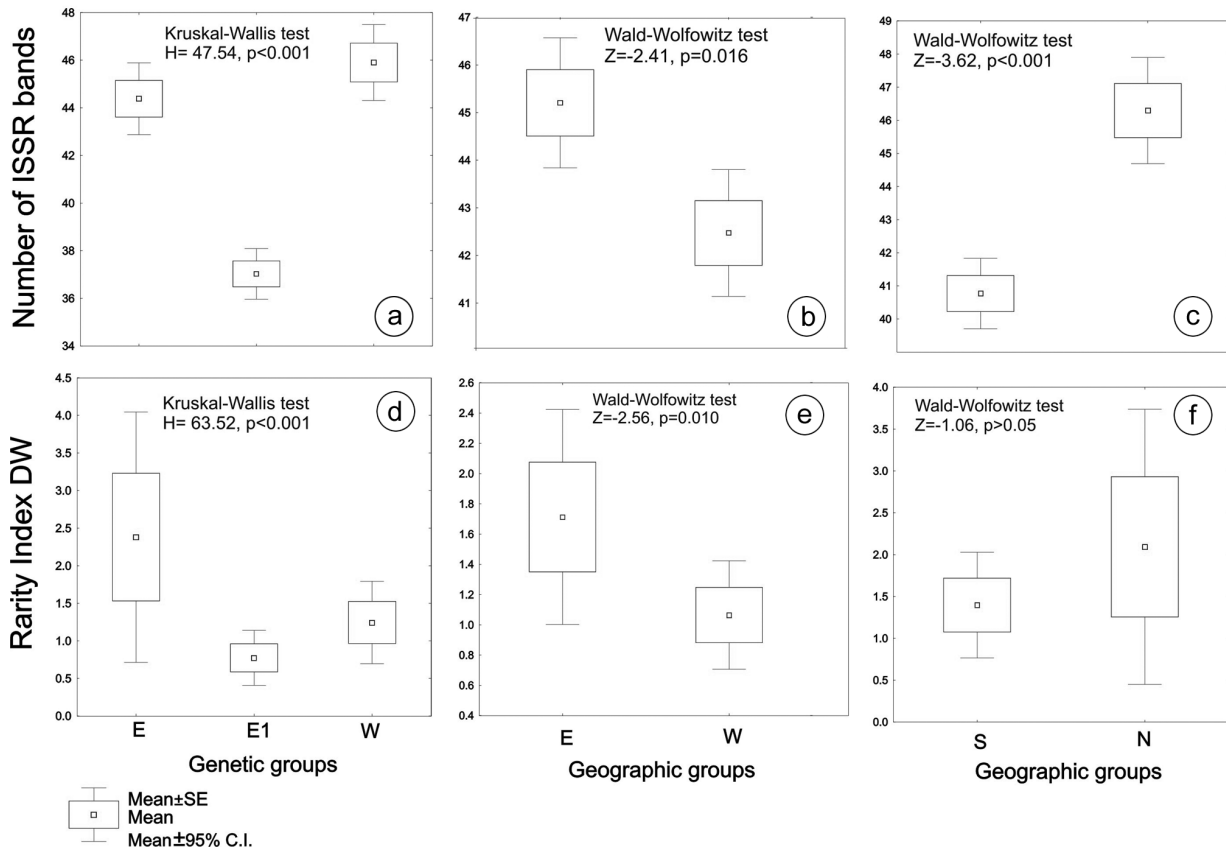 Number of ISSR bands
48
46
44
42
40
38
36
34
Kruskal-Wallis test
H= 47.54, p<0.001
a
47
46
45
44
43
42
41
Wald-Wolfowitz test
Z=-2.41, p=0.016
b
49
48
47
46
45
44
43
42
41
40
Wald-Wolfowitz test
Z=-3.62, p<0.001
c
Rarity Index DW
4.5
4.0
3.5
3.0
2.5
2.0
1.5
1.0
0.5
0.0
Kruskal-Wallis test
H= 63.52, p<0.001
d
E E1 W
Genetic groups
2.6
2.4
2.2
2.0
1.8
1.6
1.4
1.2
1.0
0.8
0.6
0.4
Wald-Wolfowitz test
Z=-2.56, p=0.010
e
E W
Geographic groups
4.0
3.5
3.0
2.5
2.0
1.5
1.0
0.5
0.0
Wald-Wolfowitz test
Z=-1.06, p>0.05
f
S N
Geographic groups
Mean±SE
Mean
Mean±95% C.I.